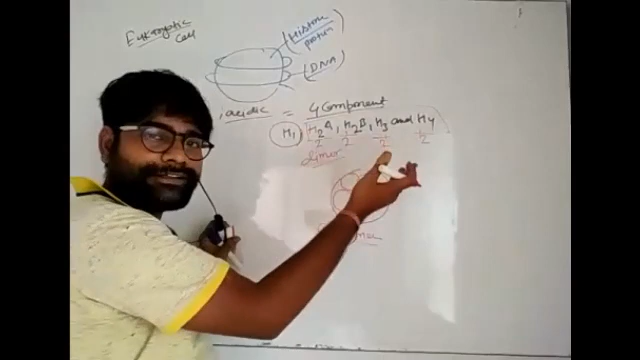 Eukaryotic
Cell
Histone
protein
DNA
= 4 Component
H1 H2A, H2B, H3 and H4
2 2 2 2
dimer